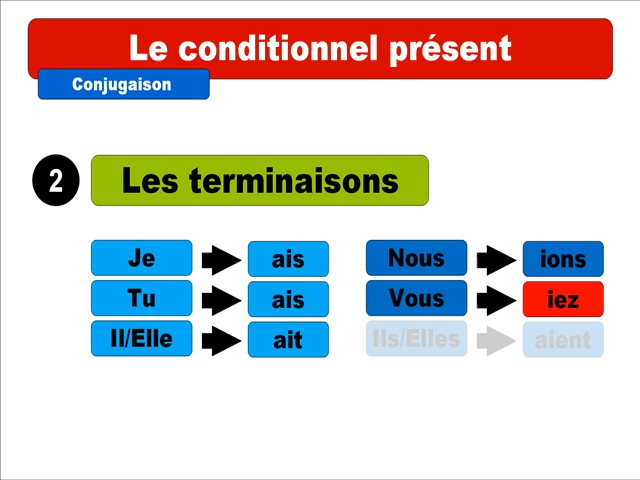 Le conditionnel présent
Conjugaison
2 Les terminaisons
Je ais Nous ions
Tu ais Vous iez
Il/Elle ait Ils/Elles aient